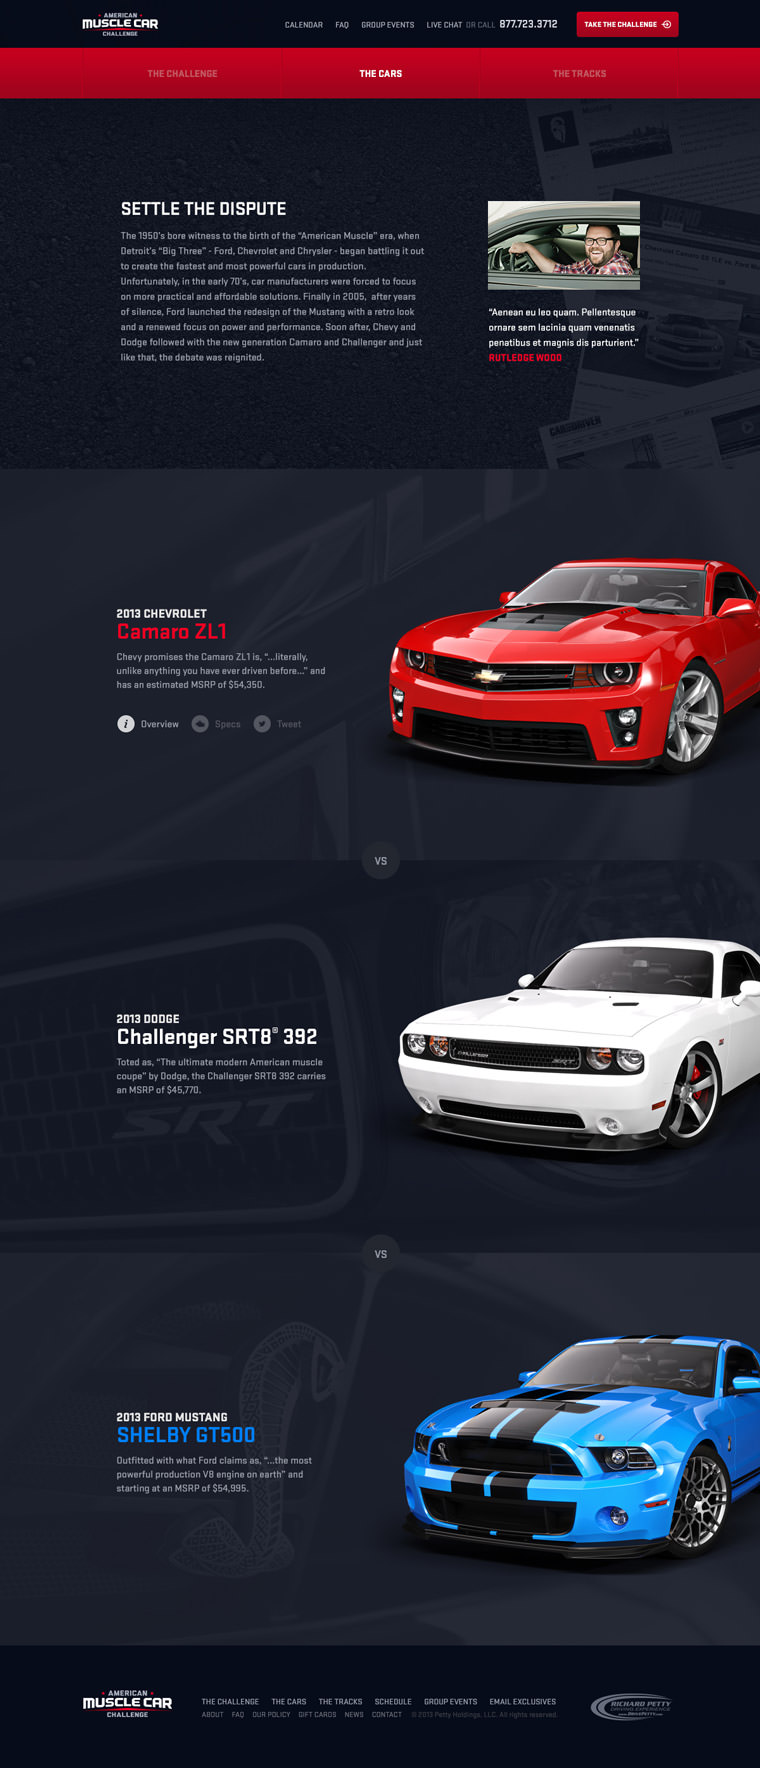 AMERICAN
MUSCLE CAR
CHALLENGE
CALENDAR FAQ GROUP EVENTS LIVE CHAT OR CALL 877.723.3712
TAKE THE CHALLENGE
THE CHALLENGE THE CARS THE TRACKS
SETTLE THE DISPUTE
The 1950's bore witness to the birth of the "American Muscle" era, when
Detroit's "Big Three" - Ford, Chevrolet and Chrysler - began battling it out
to create the fastest and most powerful cars in production.
Unfortunately, in the early 70's, car manufacturers were forced to focus
on more practical and affordable solutions. Finally in 2005, after years
of silence, Ford launched the redesign of the Mustang with a retro look
and a renewed focus on power and performance. Soon after, Chevy and
Dodge followed with the new generation Camaro and Challenger and just
like that, the debate was reignited.
"Aenean eu leo quam. Pellentesque
ornare sem lacinia quam venenatis
penatibus et magnis dis parturient."
RUTLEDGE WOOD
CAR AND DRIVER
2013 CHEVROLET
Camaro ZL1
Chevy promises the Camaro ZL1 is, "...literally,
unlike anything you have ever driven before..." and
has an estimated MSRP of $54,350.
i Overview Specs Tweet
VS
2013 DODGE
Challenger SRT8® 392
Toted as, "The ultimate modern American muscle
coupe" by Dodge, the Challenger SRT8 392 carries
an MSRP of $45,770.
CHALLENGER
SRT
SRT
VS
2013 FORD MUSTANG
SHELBY GT500
Outfitted with what Ford claims as, "...the most
powerful production V8 engine on earth" and
starting at an MSRP of $54,995.
AMERICAN
MUSCLE CAR
CHALLENGE
THE CHALLENGE THE CARS THE TRACKS SCHEDULE GROUP EVENTS EMAIL EXCLUSIVES
ABOUT FAQ OUR POLICY GIFT CARDS NEWS CONTACT © 2013 Petty Holdings, LLC. All rights reserved.
RICHARD PETTY
DRIVING EXPERIENCE
www.DrivePetty.com